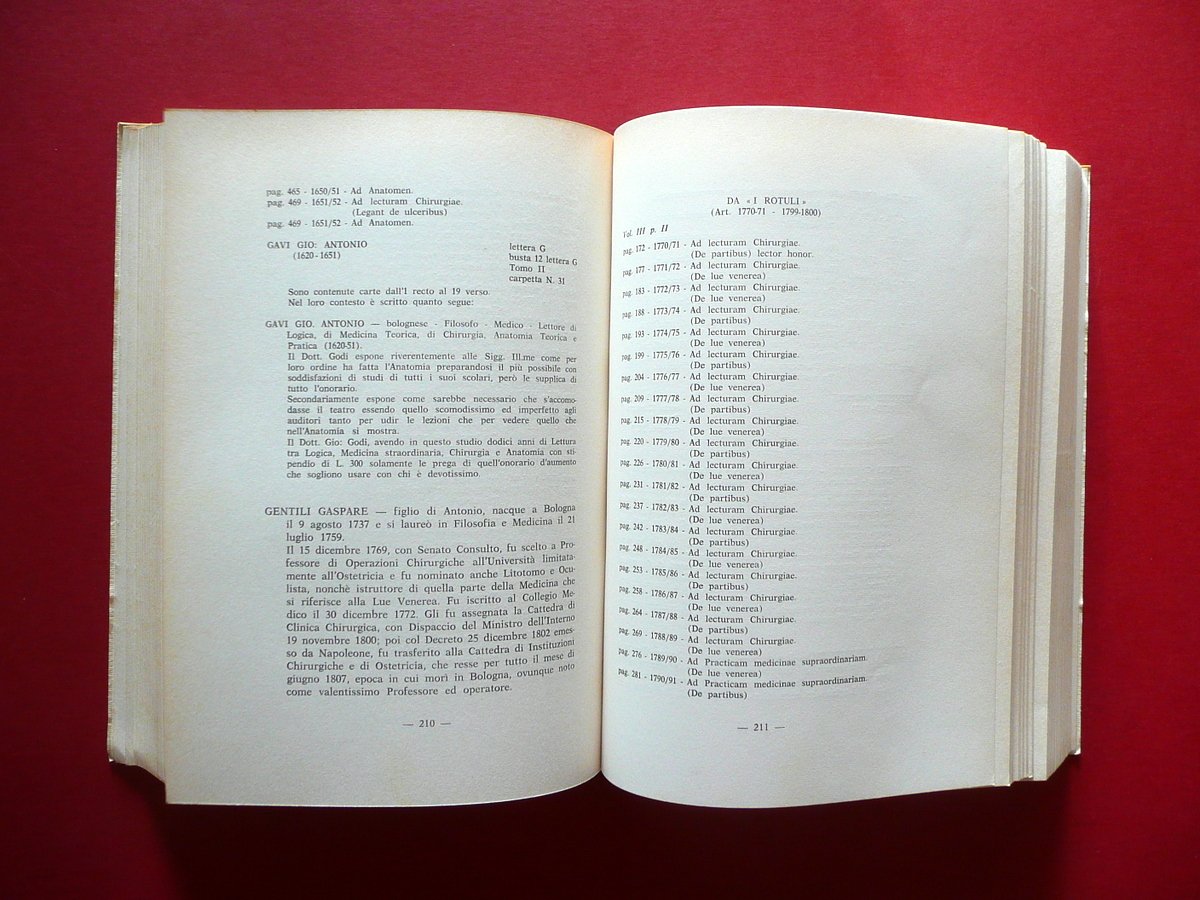 pag. 465 - 1650/51 - Ad Anatomen.
pag. 469 - 1651/52 - Ad lecturam Chirurgiae.
(Legant de ulceribus)
pag. 469 - 1651/52 - Ad Anatomen.
GAVI GIO: ANTONIO
(1620-1651)
lettera G
busta 12 lettera G
Tomo II
carpetta N. 31
Sono contenute carte dall'1 recto al 19 verso.
Nel loro contesto è scritto quanto segue:
GAVI GIO. ANTONIO — bolognese - Filosofo - Medico - Lettore di
Logica, di Medicina Teorica, di Chirurgia, Anatomia Teorica e
Pratica (1620-51).
Il Dott. Godi espone riverentemente alle Sigg. Ill.me come per
loro ordine ha fatta l'Anatomia preparandosi il più possibile con
soddisfazioni di studi di tutti i suoi scolari, però le supplica di
tutto l'onorario.
Secondariamente espone come sarebbe necessario che s'accomo-
dasse il teatro essendo quello scomodissimo ed imperfetto agli
auditori tanto per udir le lezioni che per vedere quello che
nell'Anatomia si mostra.
Il Dott. Gio: Godi, avendo in questo studio dodici anni di Lettura
tra Logica, Medicina straordinaria, Chirurgia e Anatomia con sti-
pendio di L. 300 solamente le prega di quell'onorario d'aumento
che sogliono usare con chi è devotissimo.
GENTILI GASPARE — figlio di Antonio, nacque a Bologna
il 9 agosto 1737 e si laureò in Filosofia e Medicina il 21
luglio 1759.
Il 15 dicembre 1769, con Senato Consulto, fu scelto a Pro-
fessore di Operazioni Chirurgiche all'Università limitata-
mente all'Ostetricia e fu nominato anche Litotomo e Ocu-
lista, nonchè istruttore di quella parte della Medicina che
si riferisce alla Lue Venerea. Fu iscritto al Collegio Me-
dico il 30 dicembre 1772. Gli fu assegnata la Cattedra di
Clinica Chirurgica, con Dispaccio del Ministro dell'Interno
19 novembre 1800; poi col Decreto 25 dicembre 1802 emes-
so da Napoleone, fu trasferito alla Cattedra di Instituzioni
Chirurgiche e di Ostetricia, che resse per tutto il mese di
giugno 1807, epoca in cui morì in Bologna, ovunque noto
come valentissimo Professore ed operatore.
— 210 —
DA « I ROTULI »
(Art. 1770-71 - 1799-1800)
Vol. III p. II
pag. 172 - 1770/71 - Ad lecturam Chirurgiae.
(De partibus) lector honor.
pag. 177 - 1771/72 - Ad lecturam Chirurgiae.
(De lue venerea)
pag. 183 - 1772/73 - Ad lecturam Chirurgiae.
(De lue venerea)
pag. 188 - 1773/74 - Ad lecturam Chirurgiae.
(De partibus)
pag. 193 - 1774/75 - Ad lecturam Chirurgiae.
(De lue venerea)
pag. 199 - 1775/76 - Ad lecturam Chirurgiae.
(De partibus)
pag. 204 - 1776/77 - Ad lecturam Chirurgiae.
(De lue venerea)
pag. 209 - 1777/78 - Ad lecturam Chirurgiae.
(De partibus)
pag. 215 - 1778/79 - Ad lecturam Chirurgiae.
(De lue venerea)
pag. 220 - 1779/80 - Ad lecturam Chirurgiae.
(De partibus)
pag. 226 - 1780/81 - Ad lecturam Chirurgiae.
(De lue venerea)
pag. 231 - 1781/82 - Ad lecturam Chirurgiae.
(De partibus)
pag. 237 - 1782/83 - Ad lecturam Chirurgiae.
(De lue venerea)
pag. 242 - 1783/84 - Ad lecturam Chirurgiae.
(De partibus)
pag. 248 - 1784/85 - Ad lecturam Chirurgiae.
(De lue venerea)
pag. 253 - 1785/86 - Ad lecturam Chirurgiae.
(De partibus)
pag. 258 - 1786/87 - Ad lecturam Chirurgiae.
(De lue venerea)
pag. 264 - 1787/88 - Ad lecturam Chirurgiae.
(De partibus)
pag. 269 - 1788/89 - Ad lecturam Chirurgiae.
(De lue venerea)
pag. 276 - 1789/90 - Ad Practicam medicinae supraordinariam.
(De lue venerea)
pag. 281 - 1790/91 - Ad Practicam medicinae supraordinariam.
(De partibus)
— 211 —